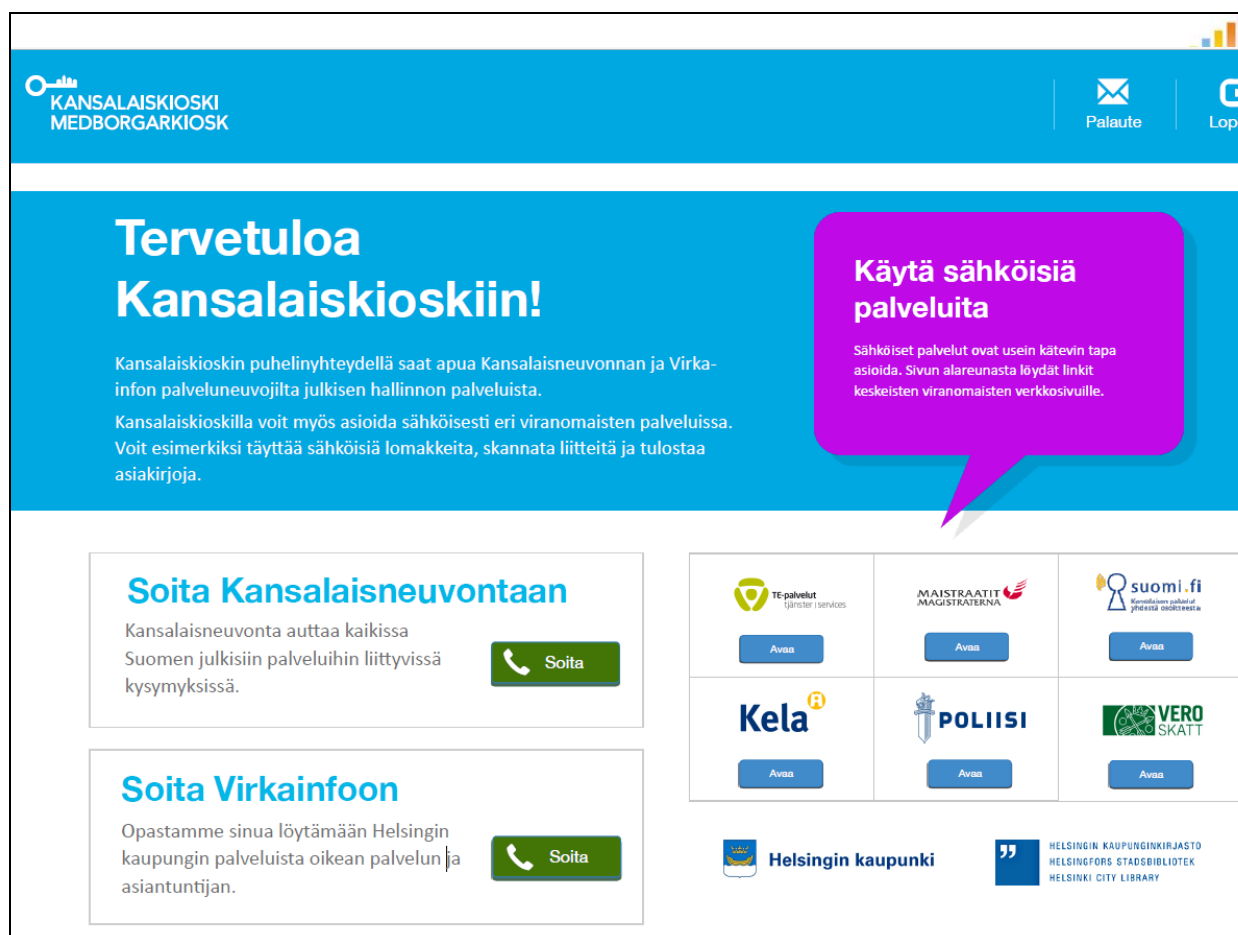 KANSALAISKIOSKI
MEDBORGARKIOSK
Palaute
Tervetuloa
Kansalaiskioskiin!
Kansalaiskioskin puhelinyhteydellä saat apua Kansalaisneuvonnan ja Virka-
infon palveluneuvojilta julkisen hallinnon palveluista.
Kansalaiskioskilla voit myös asioida sähköisesti eri viranomaisten palveluissa.
Voit esimerkiksi täyttää sähköisiä lomakkeita, skannata liitteitä ja tulostaa
asiakirjoja.
Käytä sähköisiä
palveluita
Sähköiset palvelut ovat usein kätevin tapa
asioida. Sivun alareunasta löydät linkit
keskeisten viranomaisten verkkosivuille.
Soita Kansalaisneuvontaan
Kansalaisneuvonta auttaa kaikissa
Suomen julkisiin palveluihin liittyvissä
kysymyksissä.
Soita
Soita Virkainfoon
Opastamme sinua löytämään Helsingin
kaupungin palveluista oikean palvelun ja
asiantuntijan.
Soita
TE-palvelut
tjänster | services
Avaa
MAISTRAATIT
MAGISTRATERNA
Avaa
suomi.fi
Kansalaisen palvelut
yhdestä osoitteesta
Avaa
Kela
Avaa
POLIISI
Avaa
VERO
SKATT
Avaa
Helsingin kaupunki
HELSINGIN KAUPUNGINKIRJASTO
HELSINGFORS STADSBIBLIOTEK
HELSINKI CITY LIBRARY